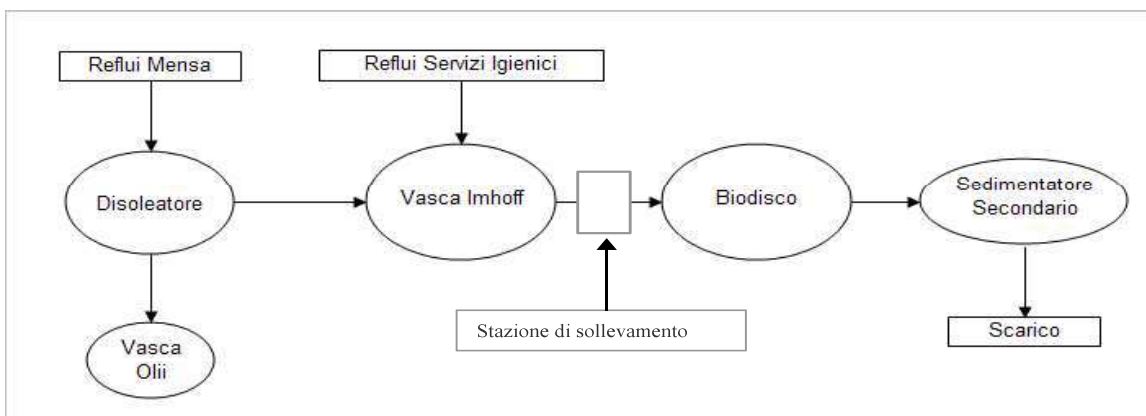 Reflui Mensa
Reflui Servizi Igienici
Disoleatore
Vasca Imhoff
Biodisco
Sedimentatore
Secondario
Stazione di sollevamento
Scarico
Vasca
Olii